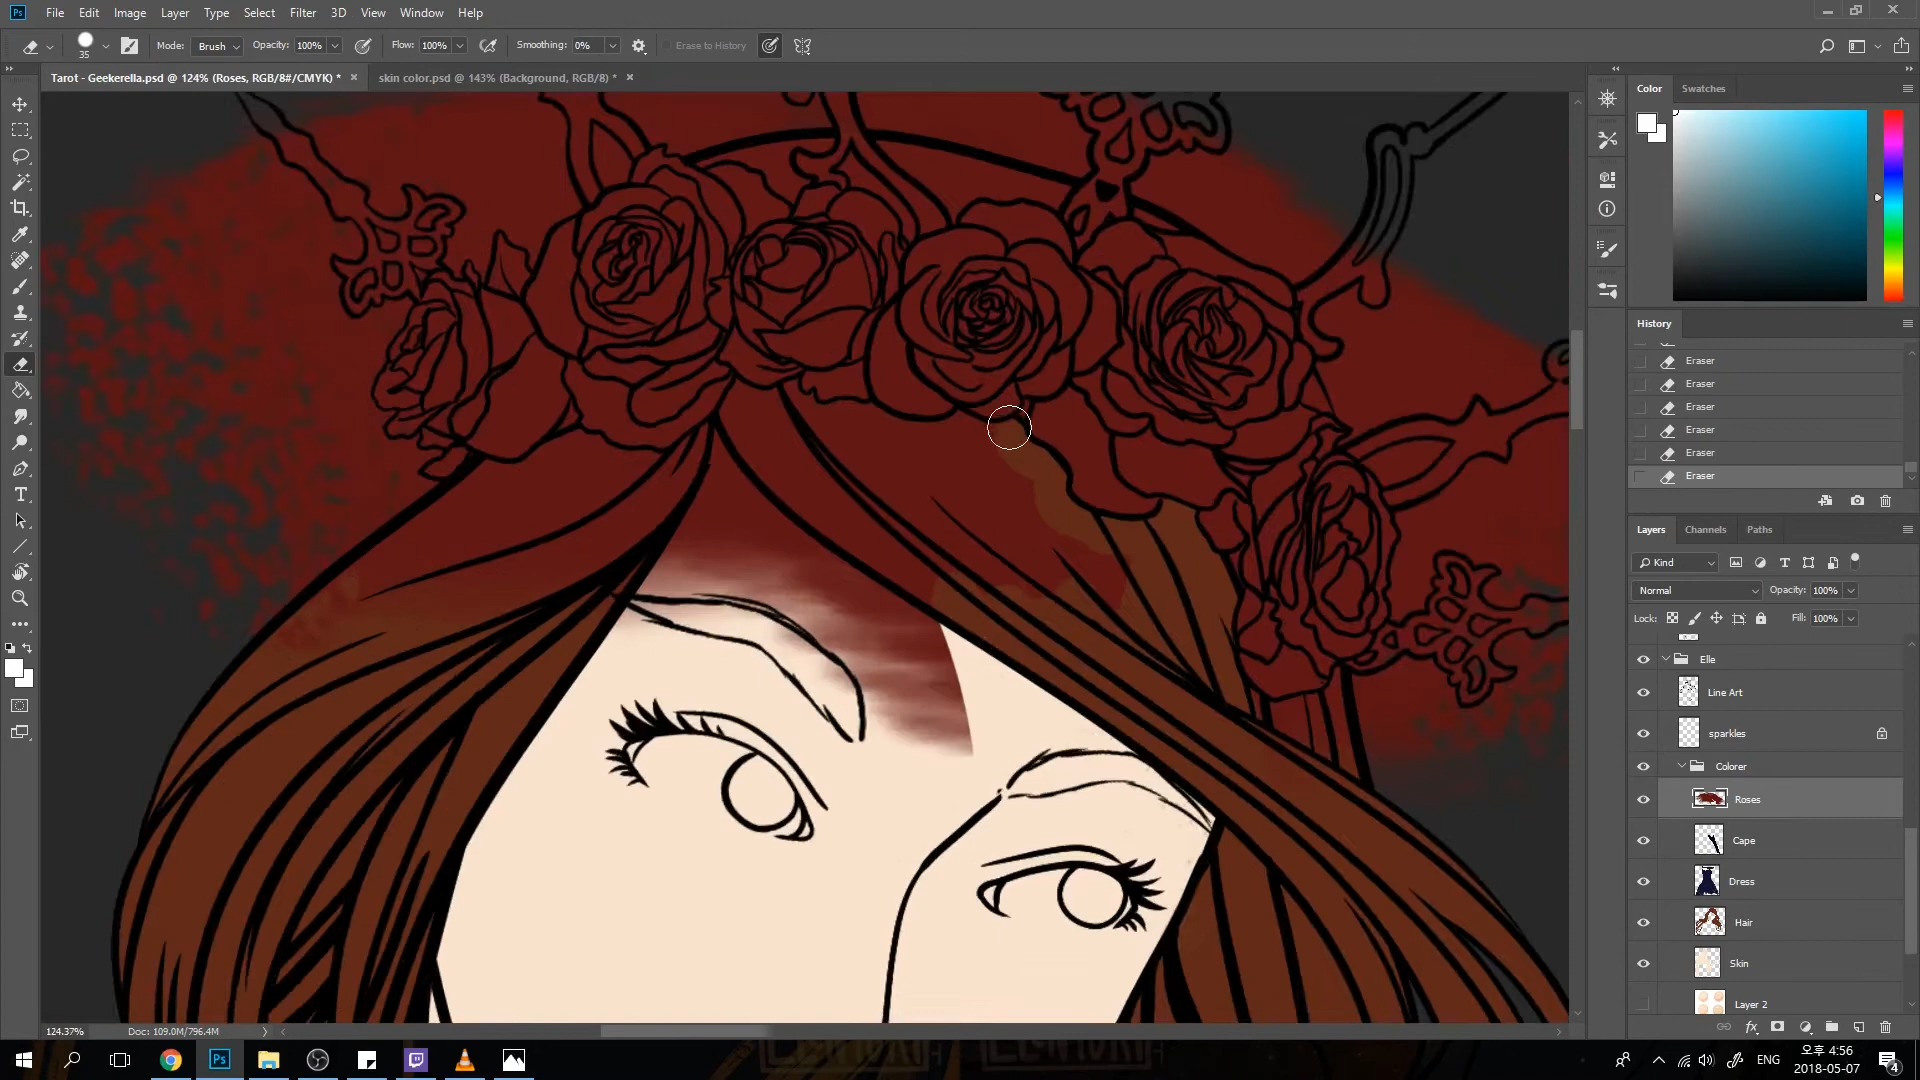 Ps File Edit Image Layer Type Select Filter 3D View Window Help
35 Mode: Brush Opacity: 100% Flow: 100% Smoothing: 0% Erase to History
Tarot - Geekerella.psd @ 124% (Roses, RGB/8#/CMYK) * × skin color.psd @ 143% (Background, RGB/8) * ×
Color Swatches
History
Eraser
Eraser
Eraser
Eraser
Eraser
Eraser
Layers Channels Paths
Kind
Normal Opacity: 100%
Lock: Fill: 100%
Elle
Line Art
sparkles
Colorer
Roses
Cape
Dress
Hair
Skin
Layer 2
124.37% Doc: 109.0M/796.4M
Ps ENG 오후 4:56
2018-05-07 4